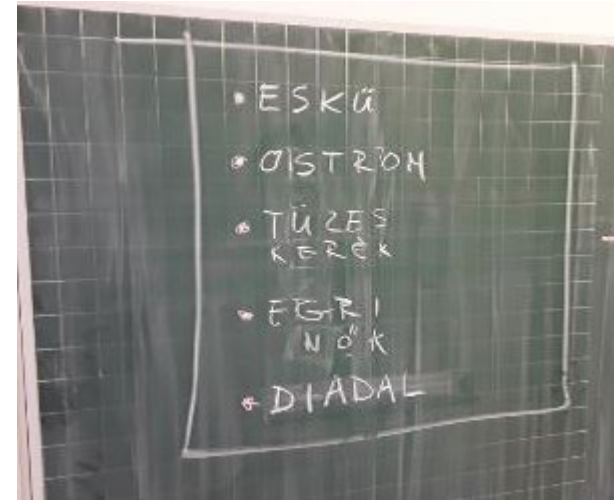 • ESKÜ
• OSTROM
• TÜZES
KERÉK
• EGRI
NŐK
• DIADAL